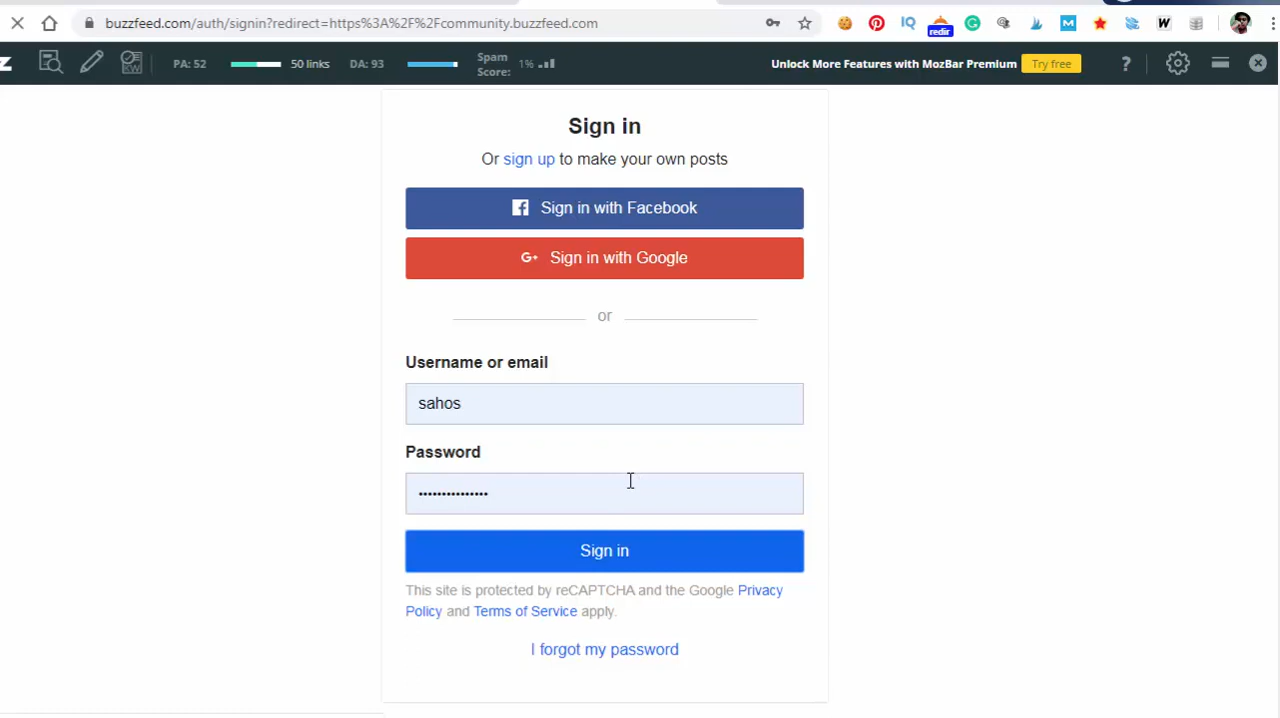 buzzfeed.com/auth/signin?redirect=https%3A%2F%2Fcommunity.buzzfeed.com
IQ
redir
G
M
W
Z
KW
PA: 52
50 links
DA: 93
Spam
Score:
1%
Unlock More Features with MozBar Premium
Try free
?
Sign in
Or sign up to make your own posts
Sign in with Facebook
G+ Sign in with Google
or
Username or email
sahos
Password
•••••••••••••••
Sign in
This site is protected by reCAPTCHA and the Google Privacy
Policy and Terms of Service apply.
I forgot my password